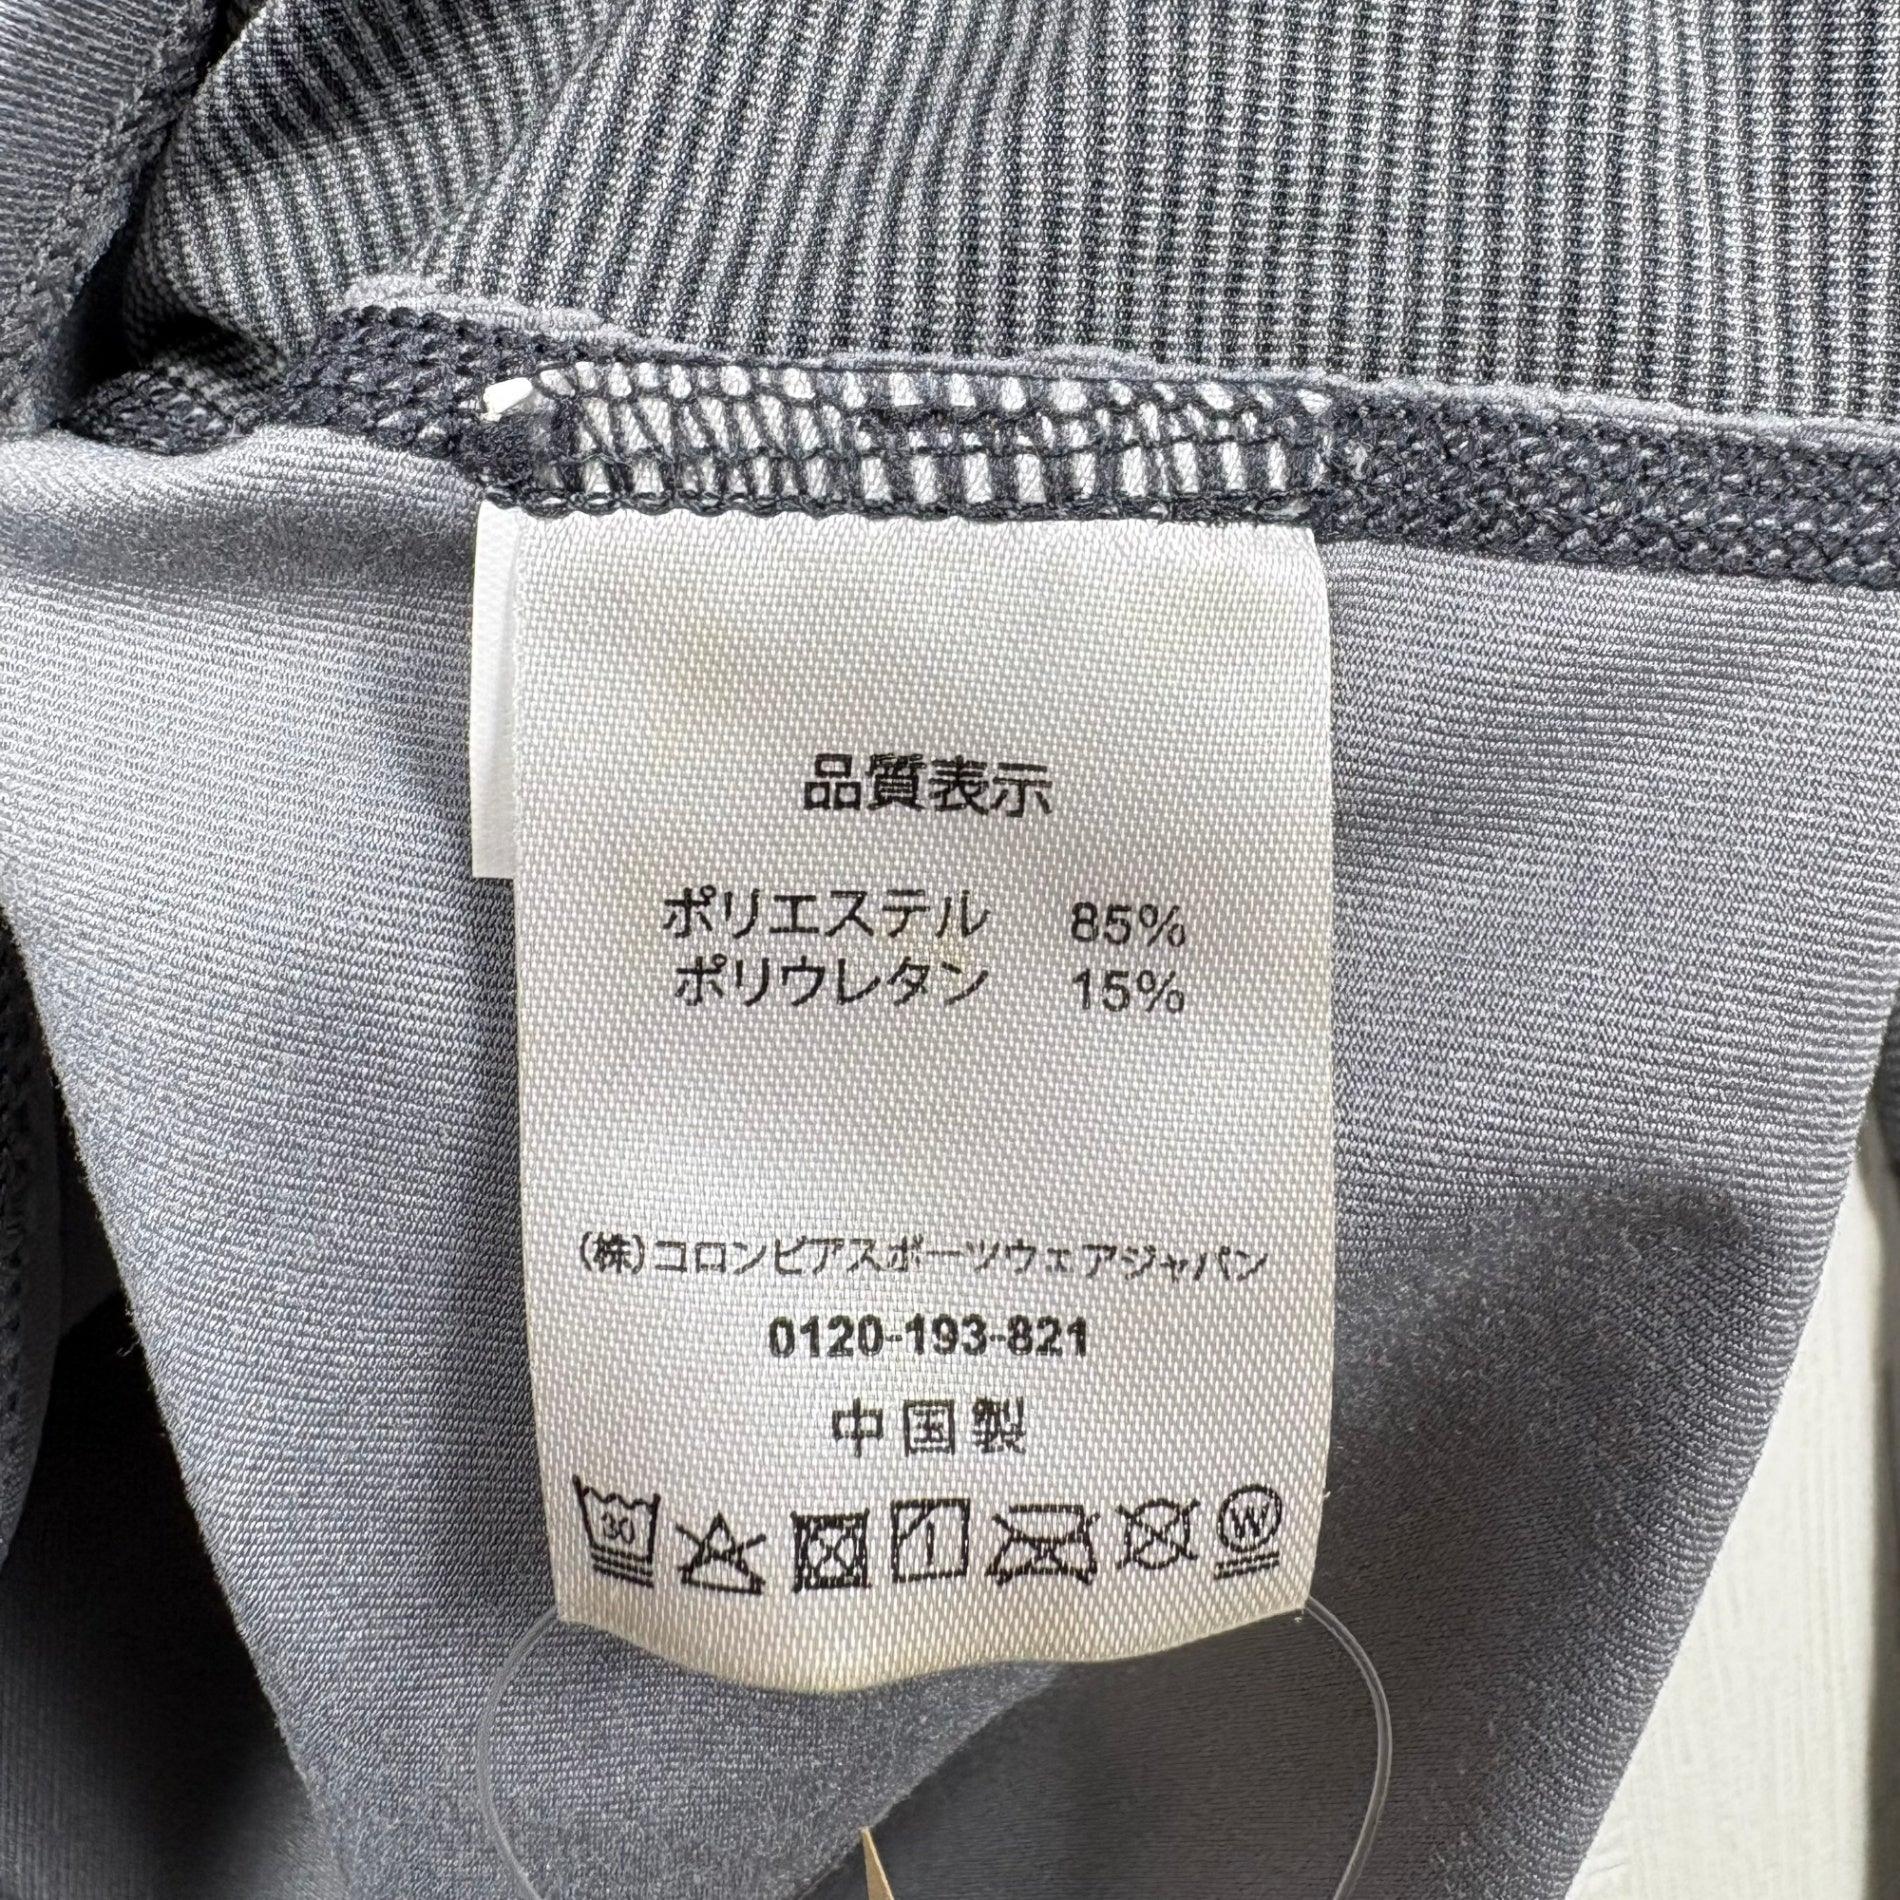 品質表示
ポリエステル 85%
ポリウレタン 15%
(株)コロンビアスポーツウェアジャパン
0120-193-821
中国製
30 W